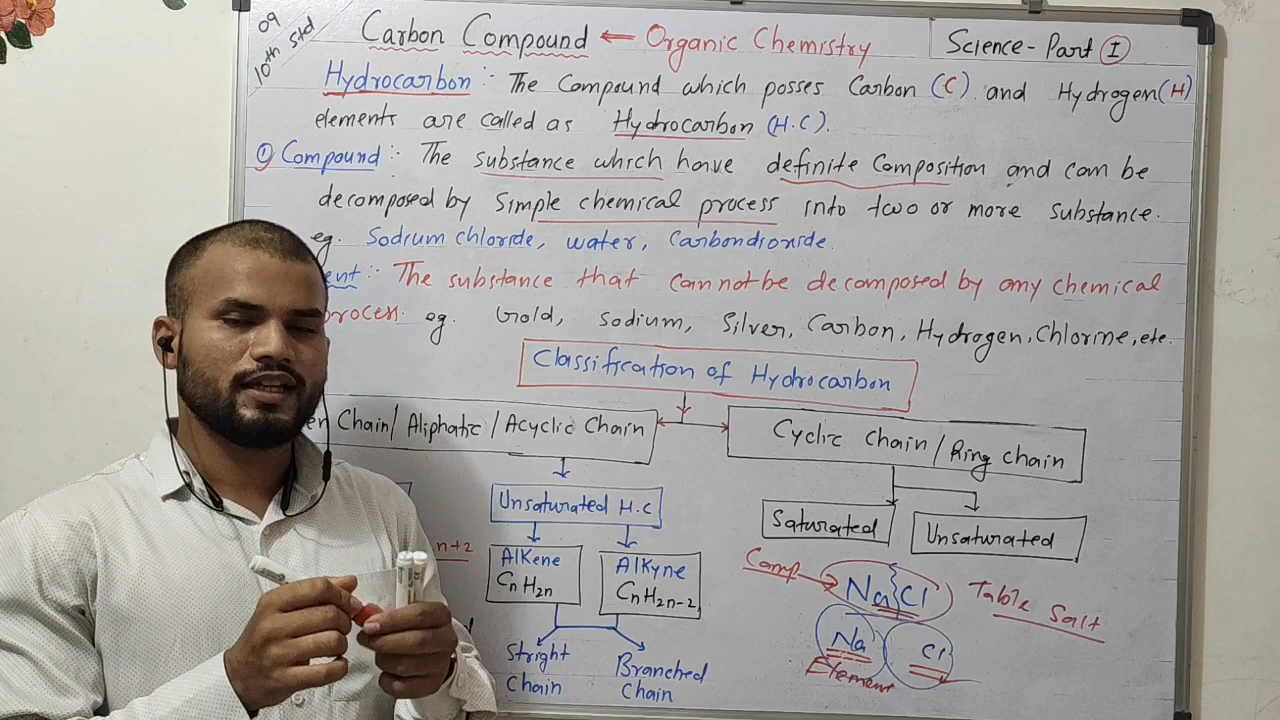 09
10th Std
Carbon Compound ← Organic Chemistry
Science - Part I
Hydrocarbon :- The Compound which posses Carbon (C) and Hydrogen (H)
elements are called as Hydrocarbon (H.C).
① Compound :- The substance which have definite Composition and can be
decomposed by simple chemical process into two or more substance.
eg. Sodium chloride, water, Carbondioxide.
ent :- The substance that cannot be decomposed by any chemical
process. eg. Gold, Sodium, Silver, Carbon, Hydrogen, Chlorine, etc.
Classification of Hydrocarbon
en Chain / Aliphatic / Acyclic Chain
Cyclic Chain / Ring chain
Unsaturated H.C
Saturated
Unsaturated
n+2
Alkene
CnH2n
Alkyne
CnH2n-2
Stright
Chain
Branched
Chain
Comp → NaCl
Table Salt
Na Cl
Element